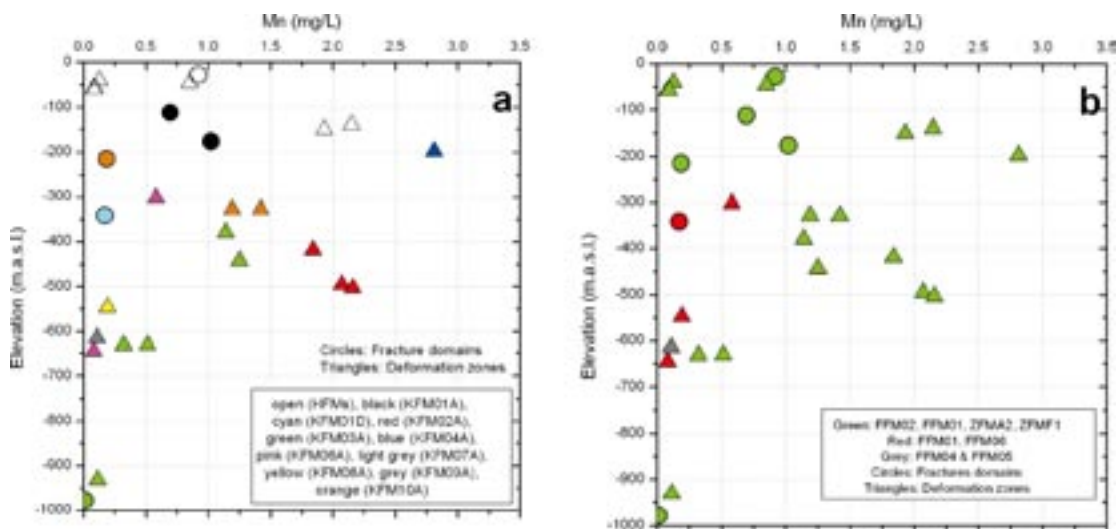 Mn (mg/L)
0.0 0.5 1.0 1.5 2.0 2.5 3.0 3.5
0
-100
-200
-300
-400
-500
-600
-700
-800
-900
-1000
Elevation (m.a.s.l.)
a
Circles: Fracture domains
Triangles: Deformation zones
open (HFMs), black (KFM01A),
cyan (KFM01D), red (KFM02A),
green (KFM03A), blue (KFM04A),
pink (KFM06A), light grey (KFM07A),
yellow (KFM08A), grey (KFM09A),
orange (KFM10A)
Mn (mg/L)
0.0 0.5 1.0 1.5 2.0 2.5 3.0 3.5
0
-100
-200
-300
-400
-500
-600
-700
-800
-900
-1000
Elevation (m.a.s.l.)
b
Green: FFM02, FFM01, ZFMA2, ZFMF1
Red: FFM01, FFM06
Grey: FFM04 & FFM05
Circles: Fractures domains
Triangles: Deformation zones